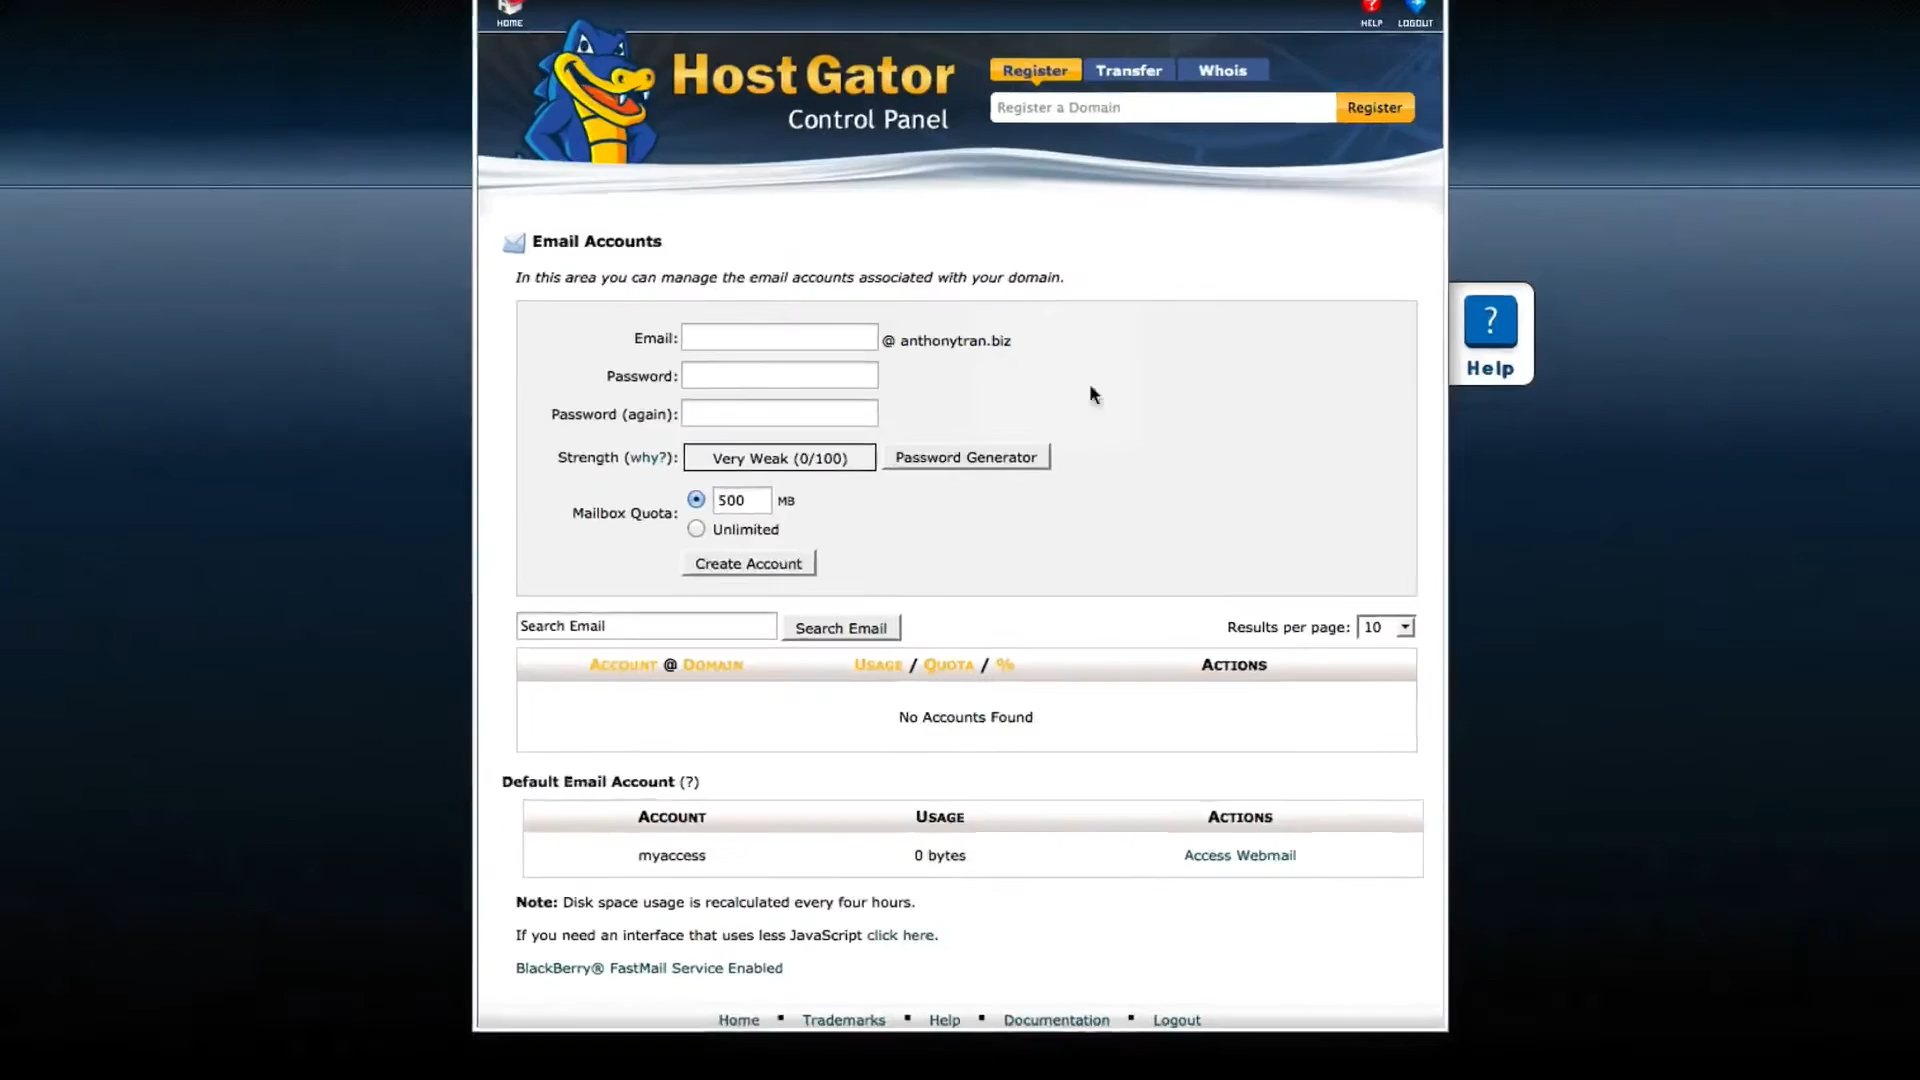 HOME
HELP LOGOUT
HostGator
Control Panel
Register Transfer Whois
Register a Domain Register
Email Accounts
In this area you can manage the email accounts associated with your domain.
Email: @ anthonytran.biz
Password:
Password (again):
Strength (why?): Very Weak (0/100) Password Generator
Mailbox Quota: 500 MB
Unlimited
Create Account
Search Email Search Email Results per page: 10
ACCOUNT @ DOMAIN USAGE / QUOTA / % ACTIONS
No Accounts Found
Default Email Account (?)
ACCOUNT USAGE ACTIONS
myaccess 0 bytes Access Webmail
Note: Disk space usage is recalculated every four hours.
If you need an interface that uses less JavaScript click here.
BlackBerry® FastMail Service Enabled
Home ▪ Trademarks ▪ Help ▪ Documentation ▪ Logout
?
Help